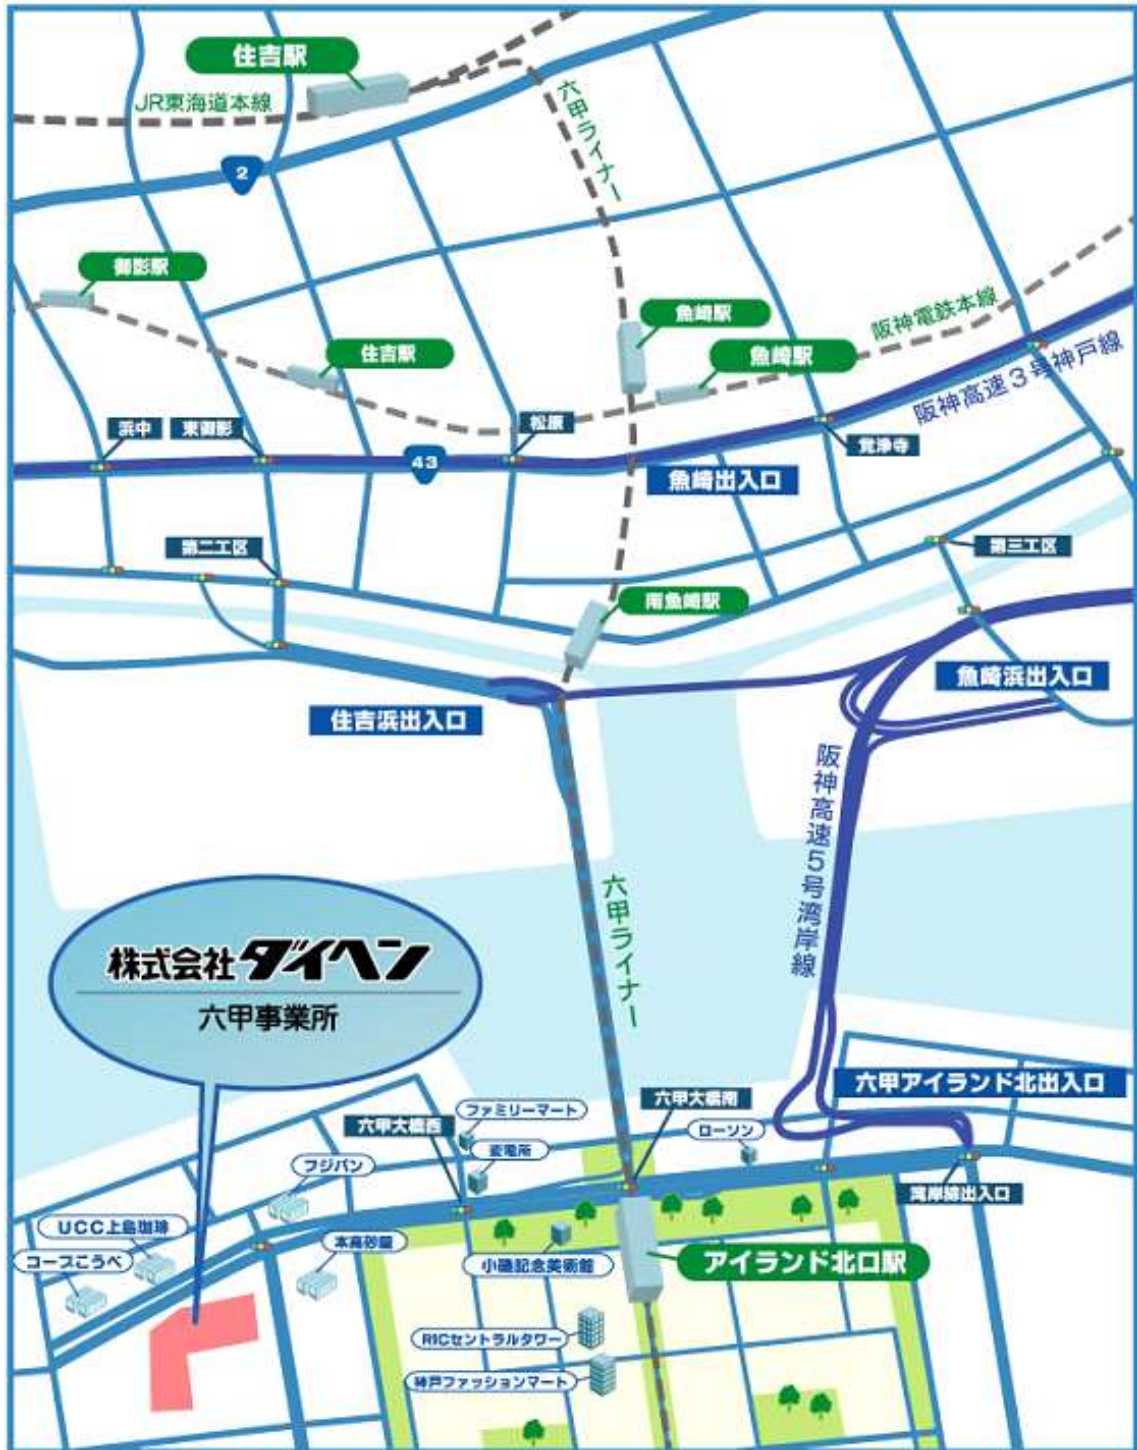 住吉駅
JR東海道本線
六甲ライナー
2
御影駅
魚崎駅
阪神電鉄本線
住吉駅
魚崎駅
阪神高速3号神戸線
浜中
東御影
松原
覚浄寺
43
魚崎出入口
第二工区
第三工区
南魚崎駅
魚崎浜出入口
住吉浜出入口
阪神高速5号湾岸線
六甲ライナー
株式会社ダイヘン
六甲事業所
六甲アイランド北出入口
六甲大橋南
ファミリーマート
六甲大橋西
ローソン
変電所
フジパン
湾岸線出入口
UCC上島珈琲
本高砂屋
コープこうべ
小磯記念美術館
アイランド北口駅
RICセントラルタワー
神戸ファッションマート